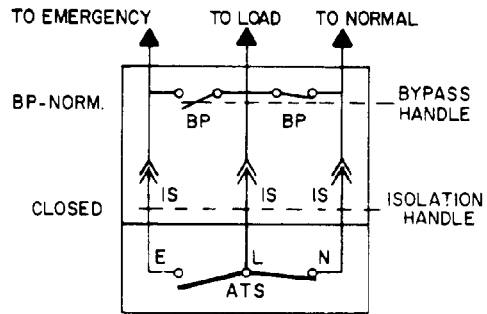 TO EMERGENCY TO LOAD TO NORMAL
BP-NORM.
BP BP
BYPASS
HANDLE
IS IS IS
CLOSED
ISOLATION
HANDLE
E L N
ATS